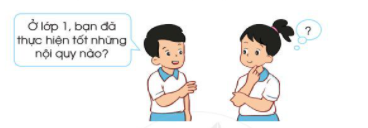 Ở lớp 1, bạn đã
thực hiện tốt những
nội quy nào?
?